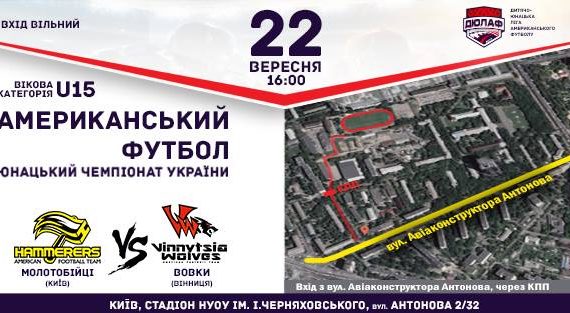 ВХІД ВІЛЬНИЙ
22
ВЕРЕСНЯ
16:00
ДЮЛАФ
ДИТЯЧО-
ЮНАЦЬКА
ЛІГА
АМЕРИКАНСЬКОГО
ФУТБОЛУ
ВІКОВА
КАТЕГОРІЯ U15
АМЕРИКАНСЬКИЙ
ФУТБОЛ
ЮНАЦЬКИЙ ЧЕМПІОНАТ УКРАЇНИ
HAMMERERS
AMERICAN FOOTBALL TEAM
МОЛОТОБІЙЦІ
(КИЇВ)
VS
Vinnytsia
Wolves
ВОВКИ
(ВІННИЦЯ)
КПП
вул. Авіаконструктора Антонова
Вхід з вул. Авіаконструктора Антонова, через КПП
КИЇВ, СТАДІОН НУОУ ІМ. І.ЧЕРНЯХОВСЬКОГО, вул. АНТОНОВА 2/32